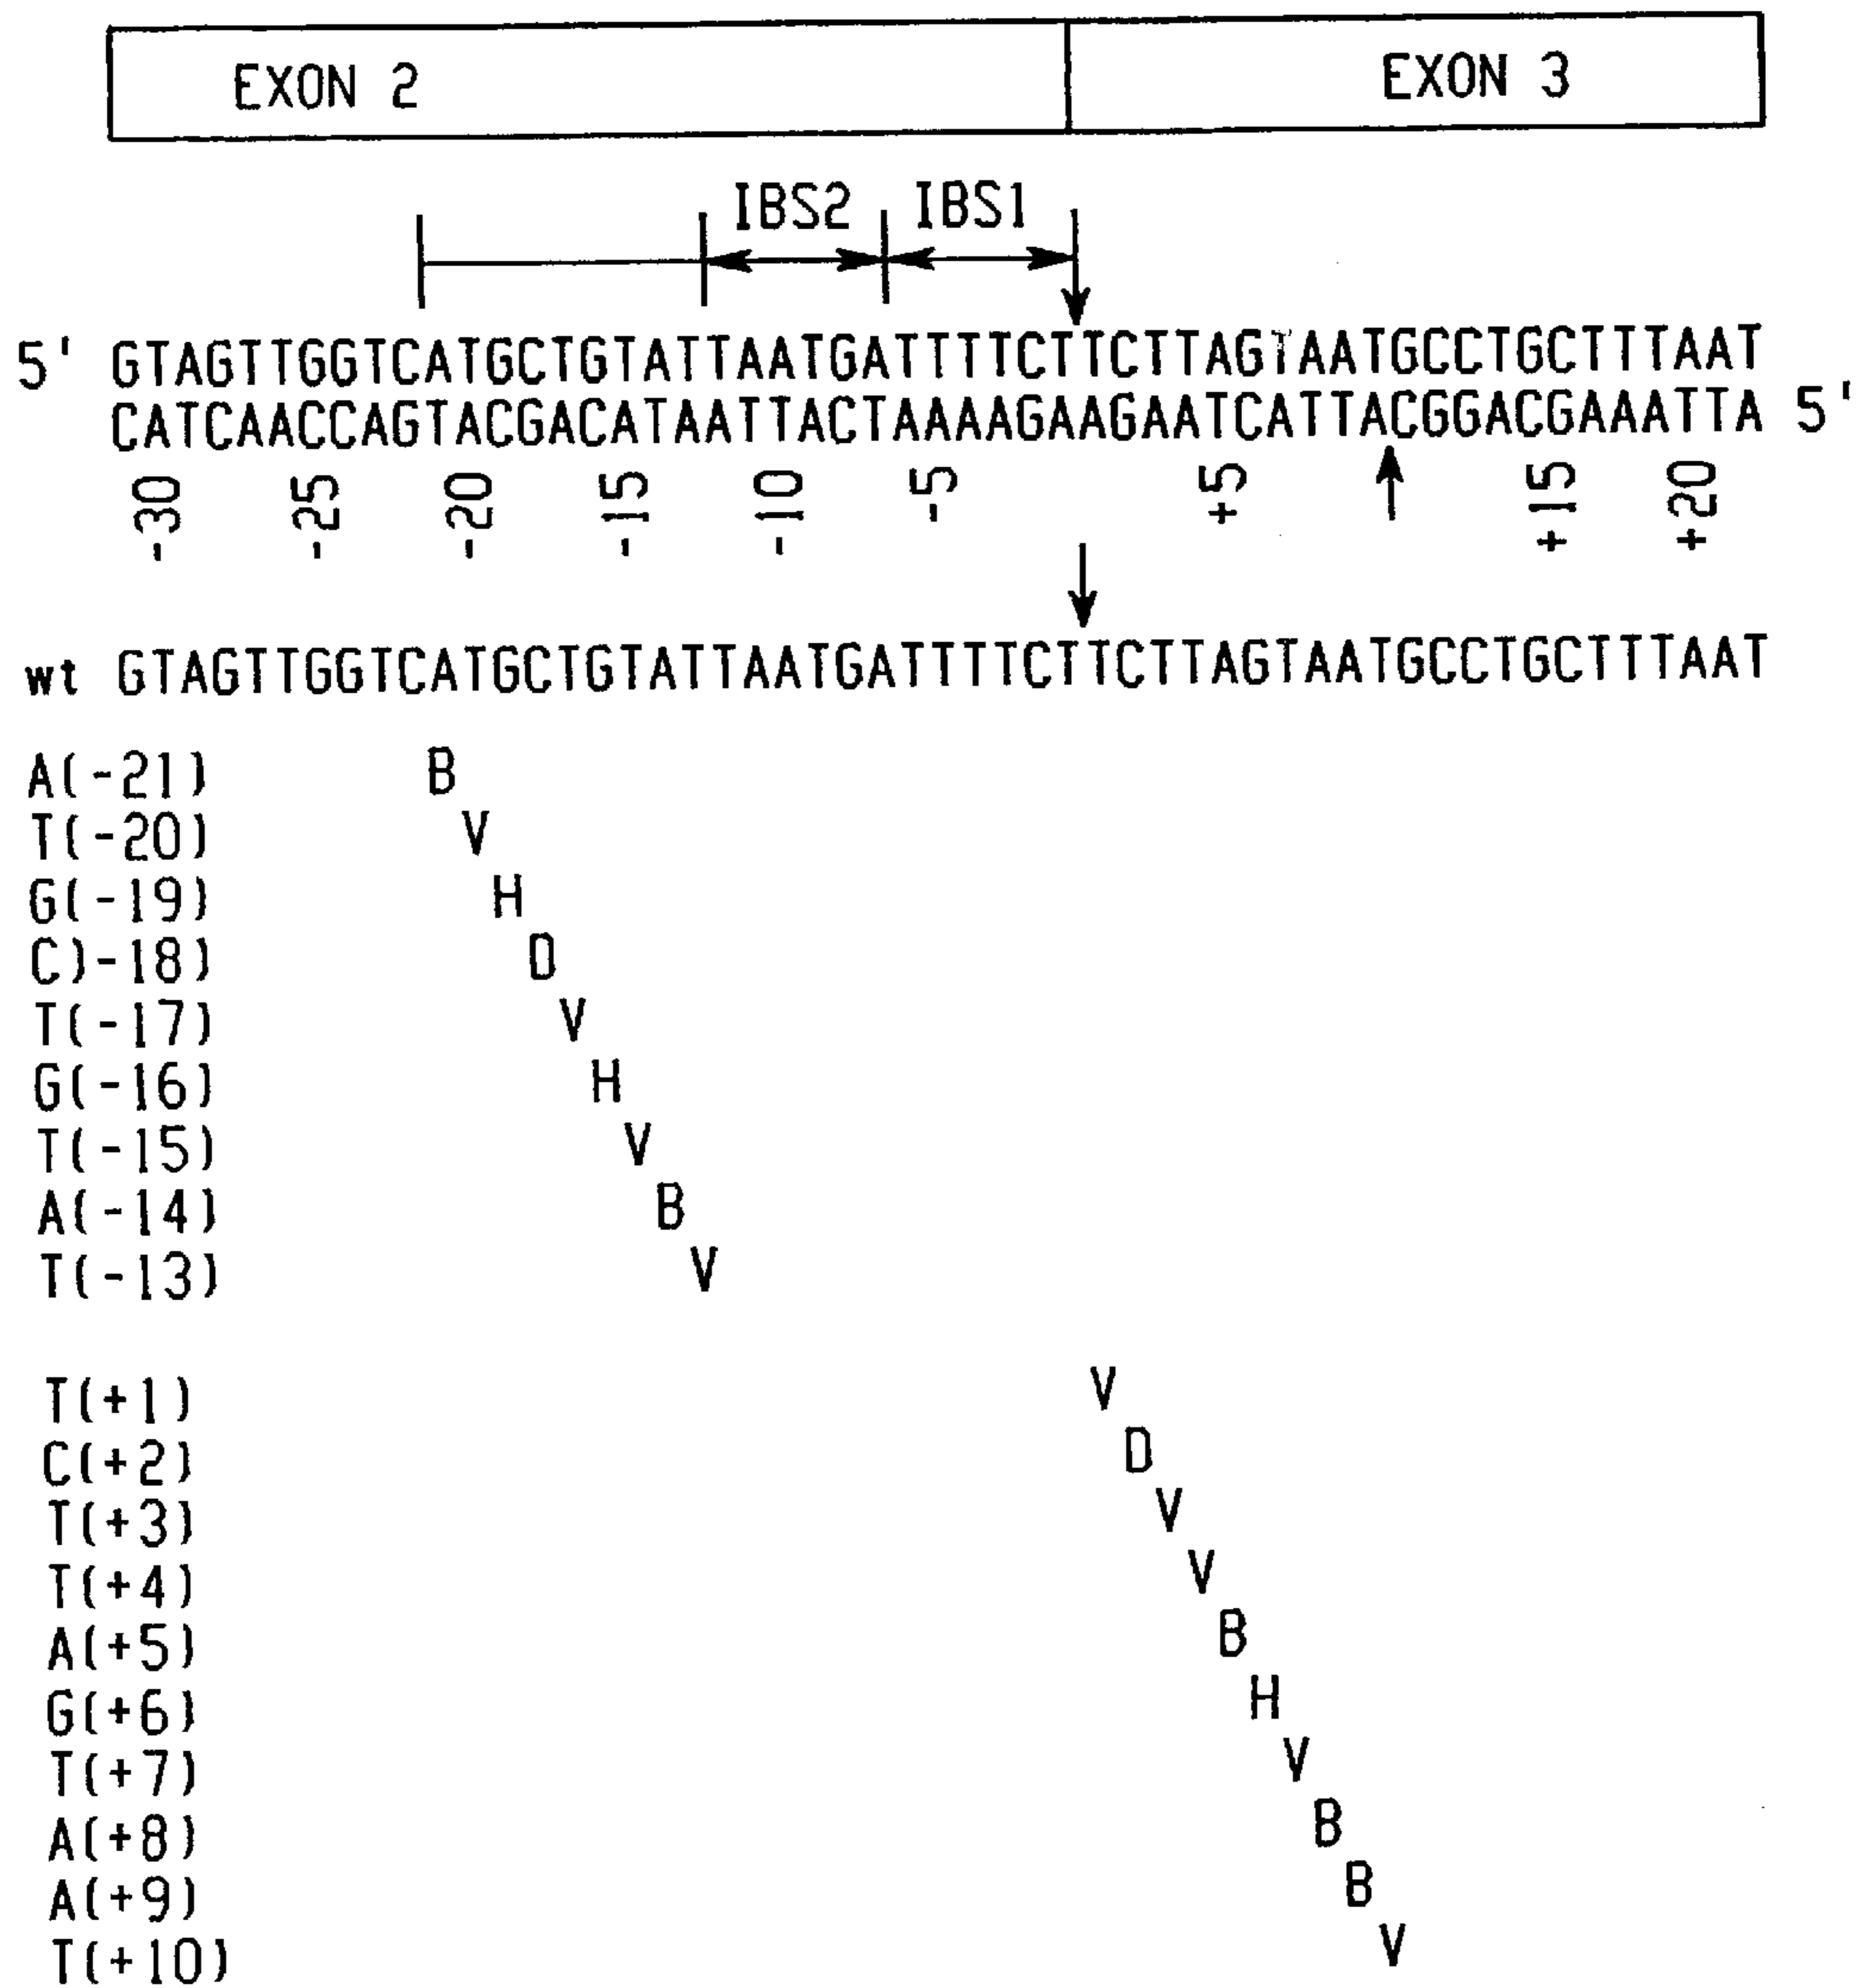 EXON 2 EXON 3
IBS2 IBS1
5' GTAGTTGGTCATGCTGTATTAATGATTTTCTTCTTAGTAATGCCTGCTTTAAT
CATCAACCAGTACGACATAATTACTAAAAGAAGAATCATTACGGACGAAATTA 5'
-30 -25 -20 -15 -10 -5 +5 +15 +20
wt GTAGTTGGTCATGCTGTATTAATGATTTTCTTCTTAGTAATGCCTGCTTTAAT
A(-21) B
T(-20) V
G(-19) H
C)-18) D
T(-17) V
G(-16) H
T(-15) V
A(-14) B
T(-13) V
T(+1) V
C(+2) D
T(+3) V
T(+4) V
A(+5) B
G(+6) H
T(+7) V
A(+8) B
A(+9) B
T(+10) V